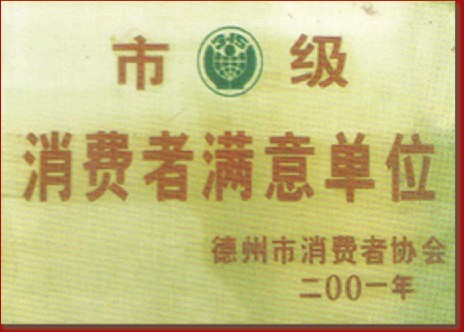 市 315 级
消费者满意单位
德州市消费者协会
二00一年